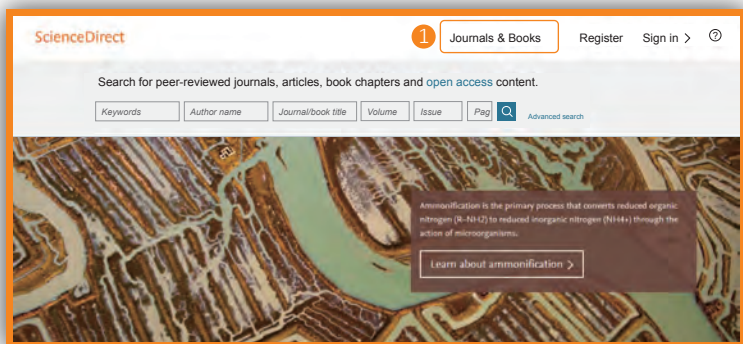 ScienceDirect
1 Journals & Books Register Sign in > ?
Search for peer-reviewed journals, articles, book chapters and open access content.
Keywords Author name Journal/book title Volume Issue Pag Advanced search
Ammonification is the primary process that converts reduced organic
nitrogen (R–NH2) to reduced inorganic nitrogen (NH4+) through the
action of microorganisms.
Learn about ammonification >